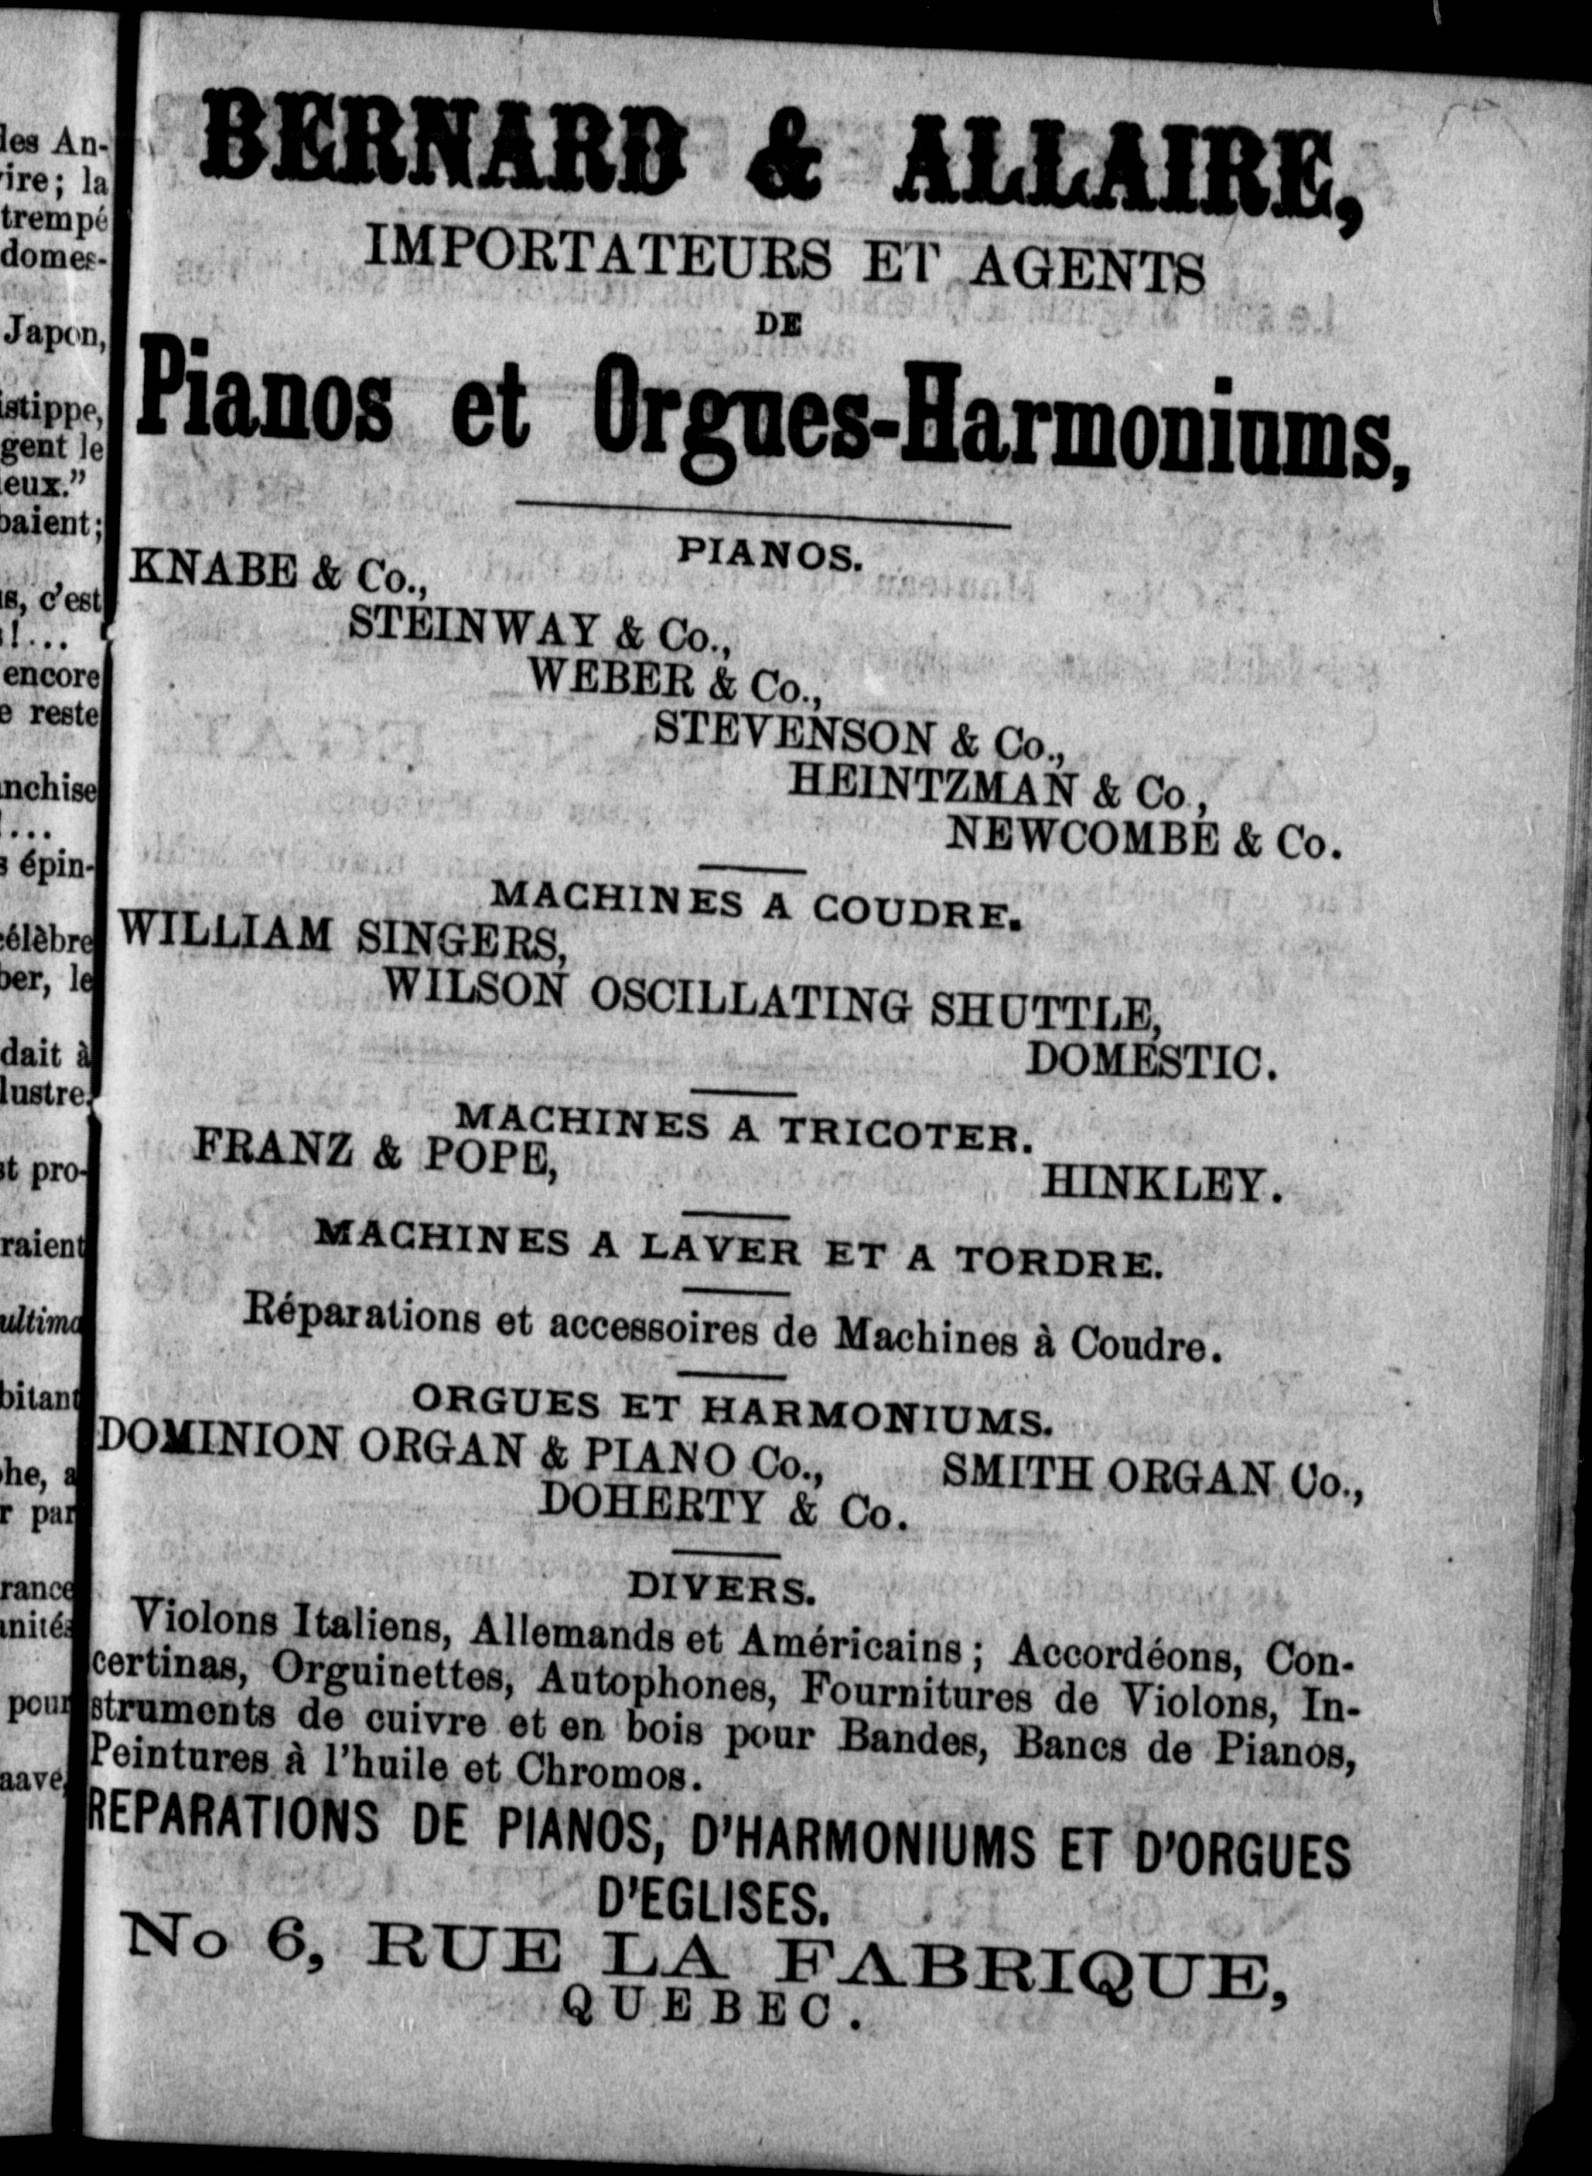 BERNARD & ALLAIRE,
IMPORTATEURS ET AGENTS
DE
Pianos et Orgues-Harmoniums,
PIANOS.
KNABE & Co.,
STEINWAY & Co.,
WEBER & Co.,
STEVENSON & Co.,
HEINTZMAN & Co,
NEWCOMBE & Co.
MACHINES A COUDRE.
WILLIAM SINGERS,
WILSON OSCILLATING SHUTTLE,
DOMESTIC.
MACHINES A TRICOTER.
FRANZ & POPE,
HINKLEY.
MACHINES A LAVER ET A TORDRE.
Réparations et accessoires de Machines à Coudre.
ORGUES ET HARMONIUMS.
DOMINION ORGAN & PIANO Co., SMITH ORGAN Co.,
DOHERTY & Co.
DIVERS.
Violons Italiens, Allemands et Américains; Accordéons, Con-
certinas, Orguinettes, Autophones, Fournitures de Violons, In-
struments de cuivre et en bois pour Bandes, Bancs de Pianos,
Peintures à l'huile et Chromos.
REPARATIONS DE PIANOS, D'HARMONIUMS ET D'ORGUES
D'EGLISES.
No 6, RUE LA FABRIQUE,
QUEBEC.